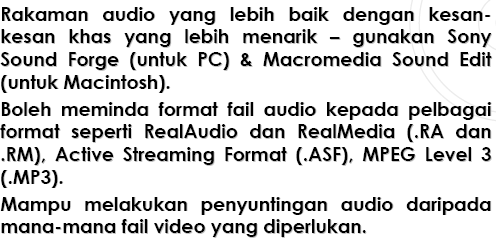 Rakaman audio yang lebih baik dengan kesan-
kesan khas yang lebih menarik – gunakan Sony
Sound Forge (untuk PC) & Macromedia Sound Edit
(untuk Macintosh).
Boleh meminda format fail audio kepada pelbagai
format seperti RealAudio dan RealMedia (.RA dan
.RM), Active Streaming Format (.ASF), MPEG Level 3
(.MP3).
Mampu melakukan penyuntingan audio daripada
mana-mana fail video yang diperlukan.